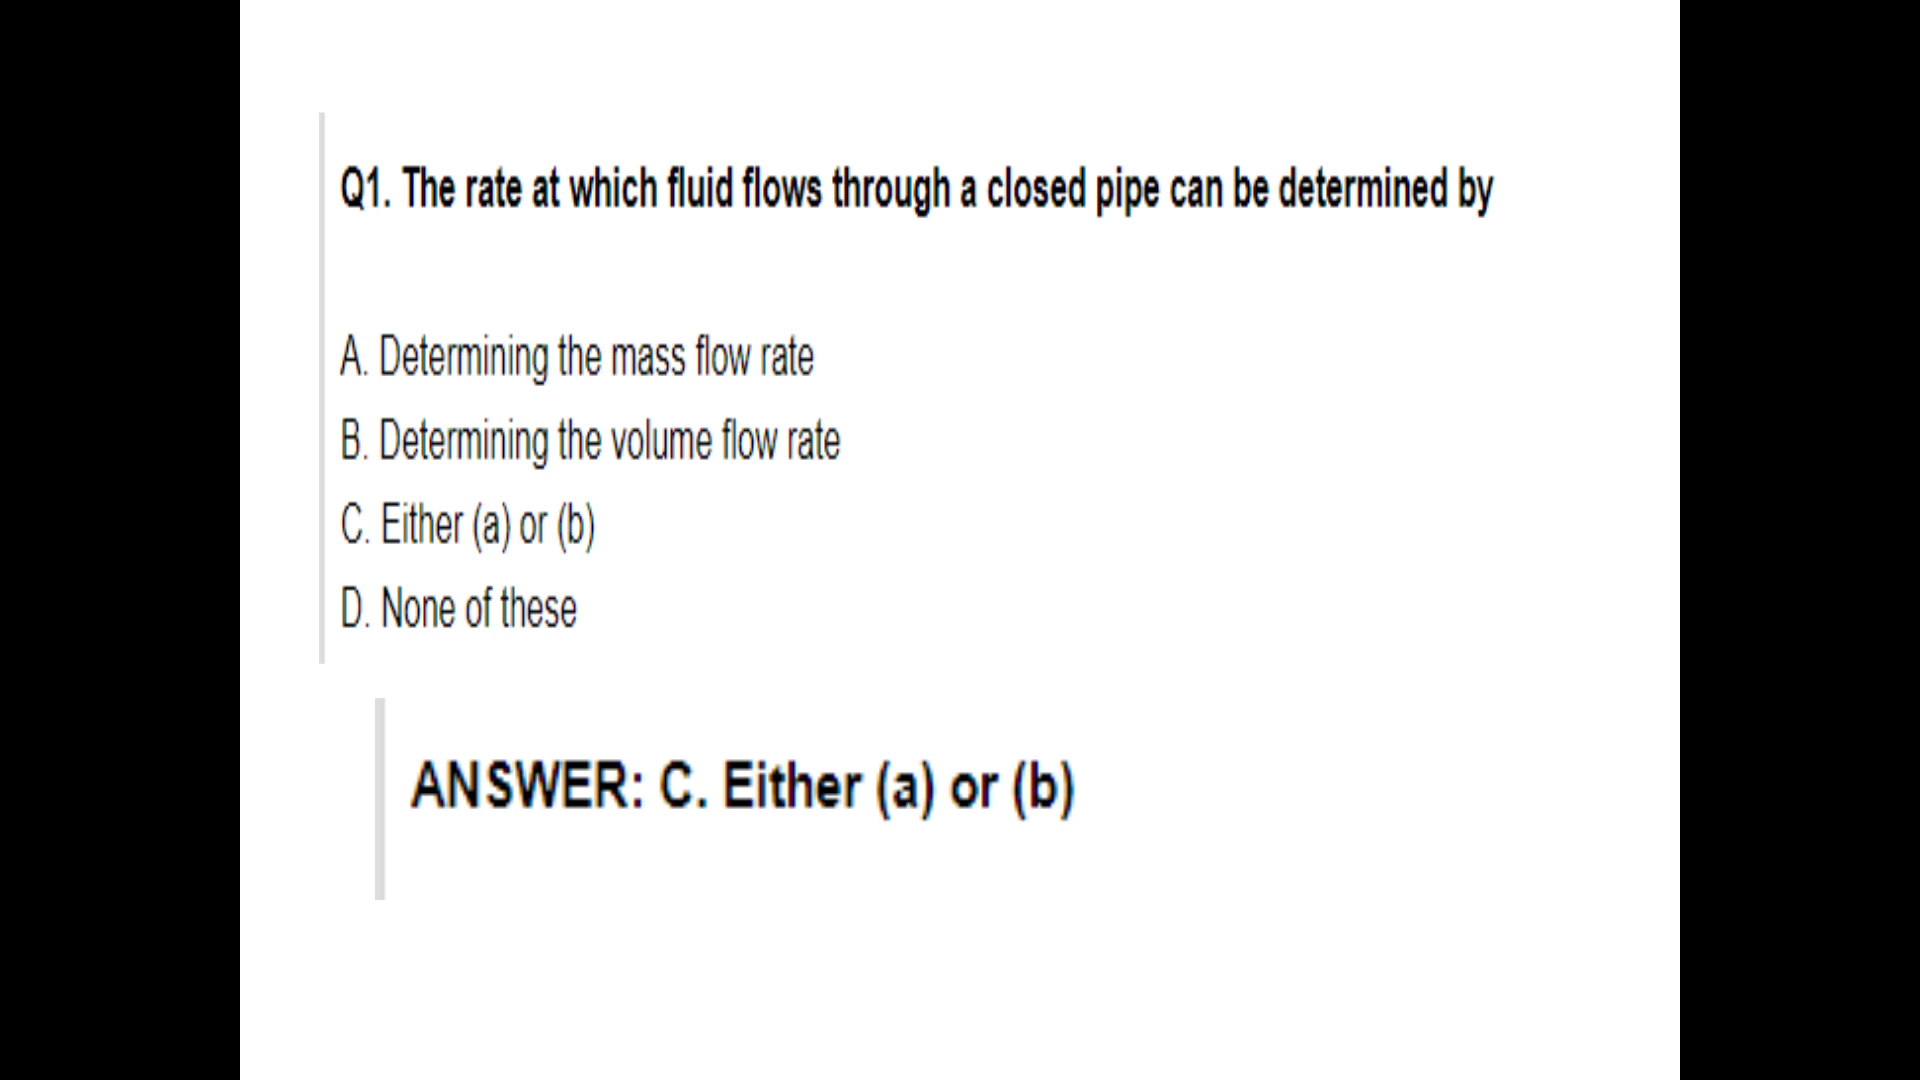 Q1. The rate at which fluid flows through a closed pipe can be determined by
A. Determining the mass flow rate
B. Determining the volume flow rate
C. Either (a) or (b)
D. None of these
ANSWER: C. Either (a) or (b)